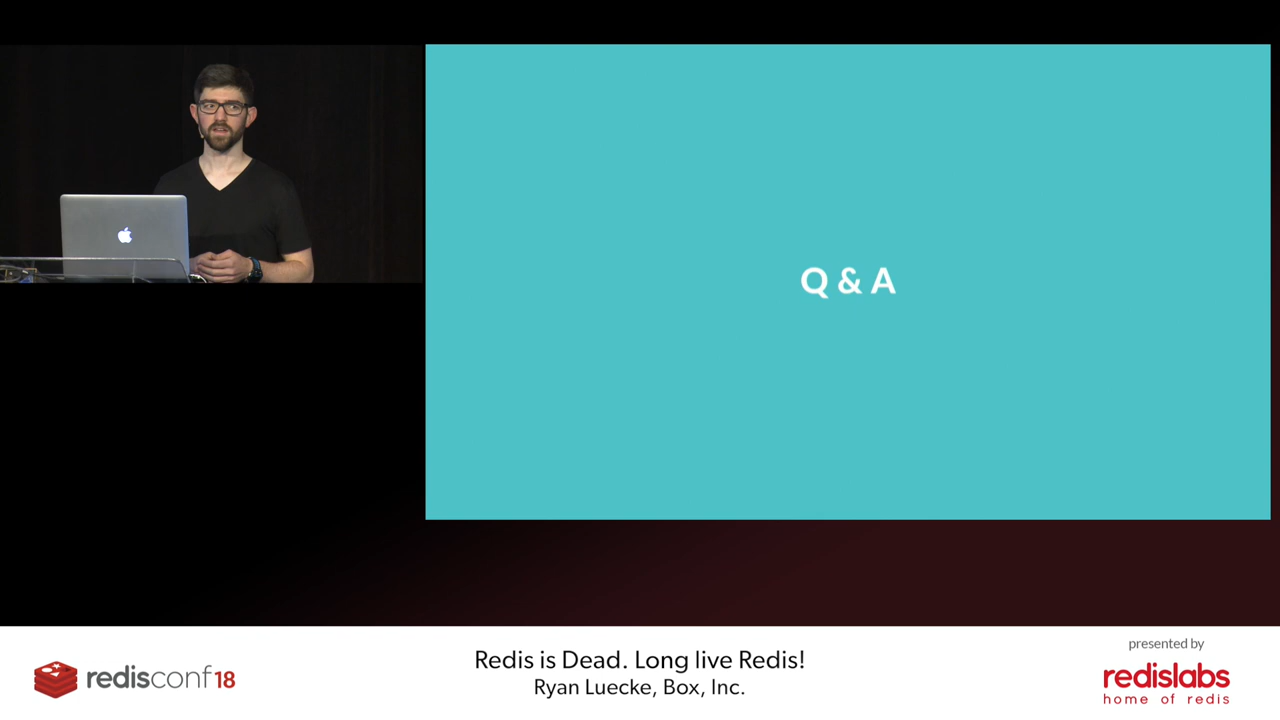 Q & A
redisconf18
Redis is Dead. Long live Redis!
Ryan Luecke, Box, Inc.
presented by
redislabs
home of redis